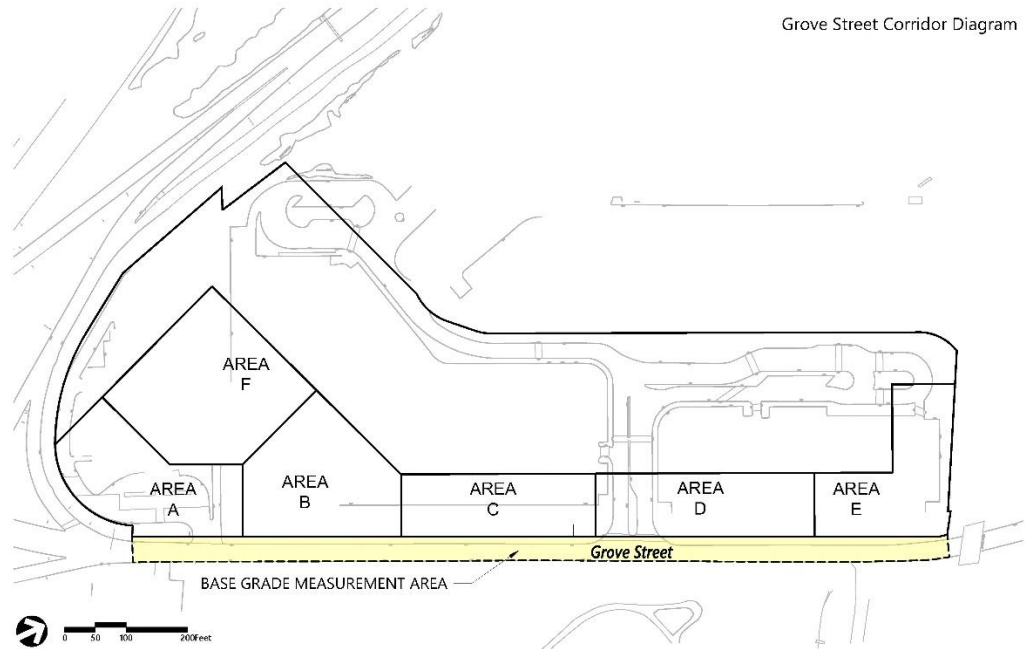 Grove Street Corridor Diagram
AREA
F
AREA
A
AREA
B
AREA
C
AREA
D
AREA
E
Grove Street
BASE GRADE MEASUREMENT AREA
0 50 100 200Feet